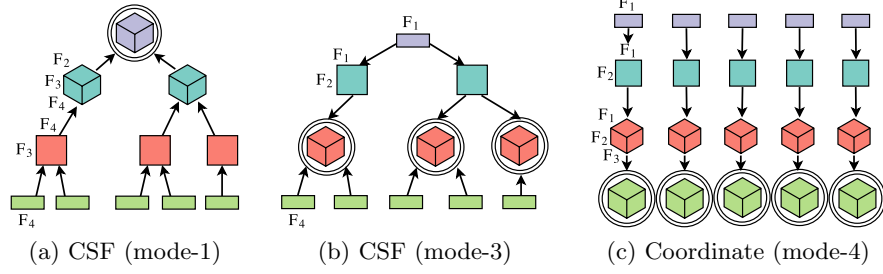 F1
F2
F3
F4
F4
F3
F4
(a) CSF (mode-1)
F1
F2
F4
(b) CSF (mode-3)
F1
F1
F2
F1
F2
F3
(c) Coordinate (mode-4)